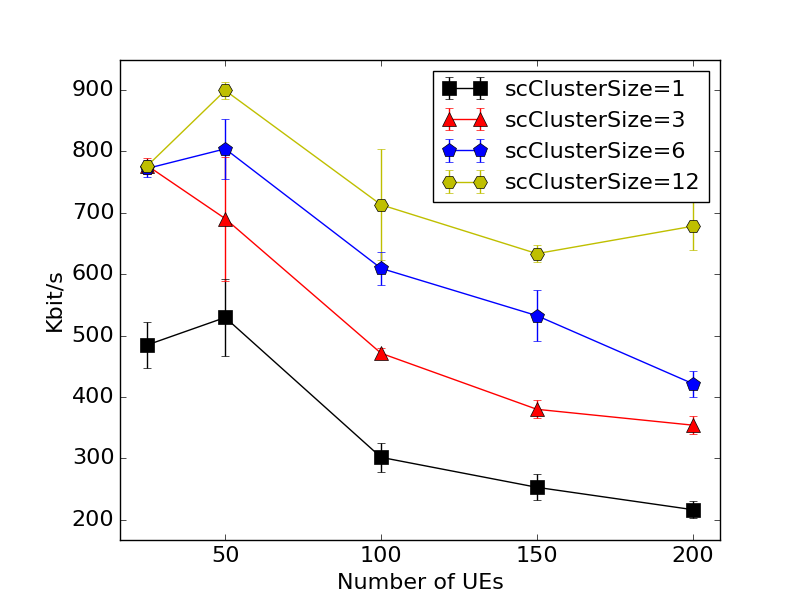 900
800
700
600
500
400
300
200
Kbit/s
scClusterSize=1
scClusterSize=3
scClusterSize=6
scClusterSize=12
50
100
150
200
Number of UEs